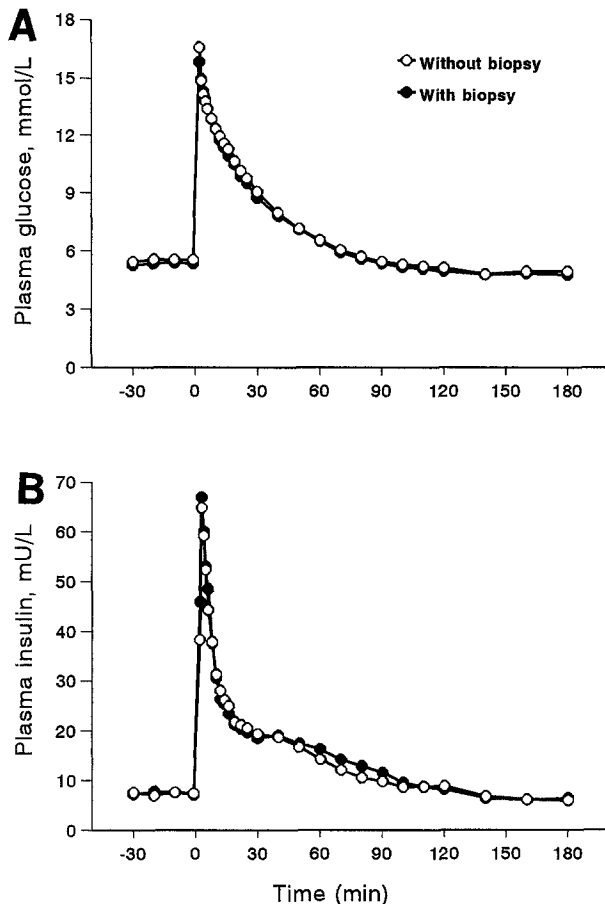 A
Plasma glucose, mmol/L
18
15
12
9
6
3
0
Without biopsy
With biopsy
-30 0 30 60 90 120 150 180
B
Plasma insulin, mU/L
70
60
50
40
30
20
10
0
-30 0 30 60 90 120 150 180
Time (min)